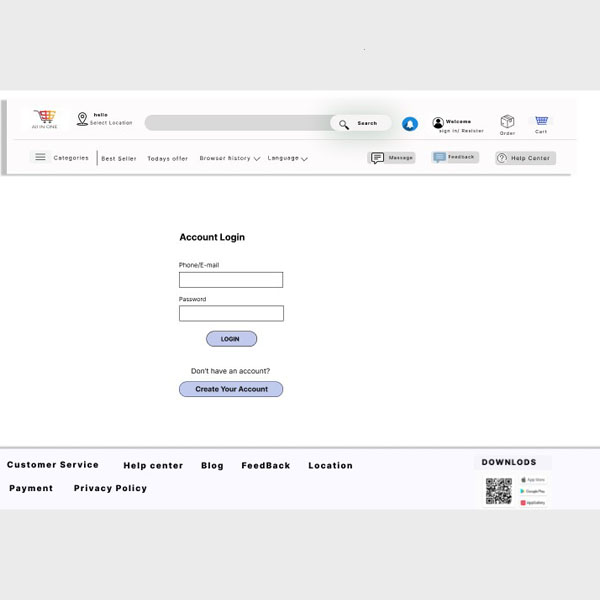 hello
Select Location
All IN ONE
Search
Welcome
sign in/ Register
Order
Cart
Categories
Best Seller
Todays offer
Browser history
Language
Message
Feedback
Help Center
Account Login
Phone/E-mail
Password
LOGIN
Don't have an account?
Create Your Account
Customer Service
Help center
Blog
FeedBack
Location
Payment
Privacy Policy
DOWNLODS
App Store
Google Play
AppGallery